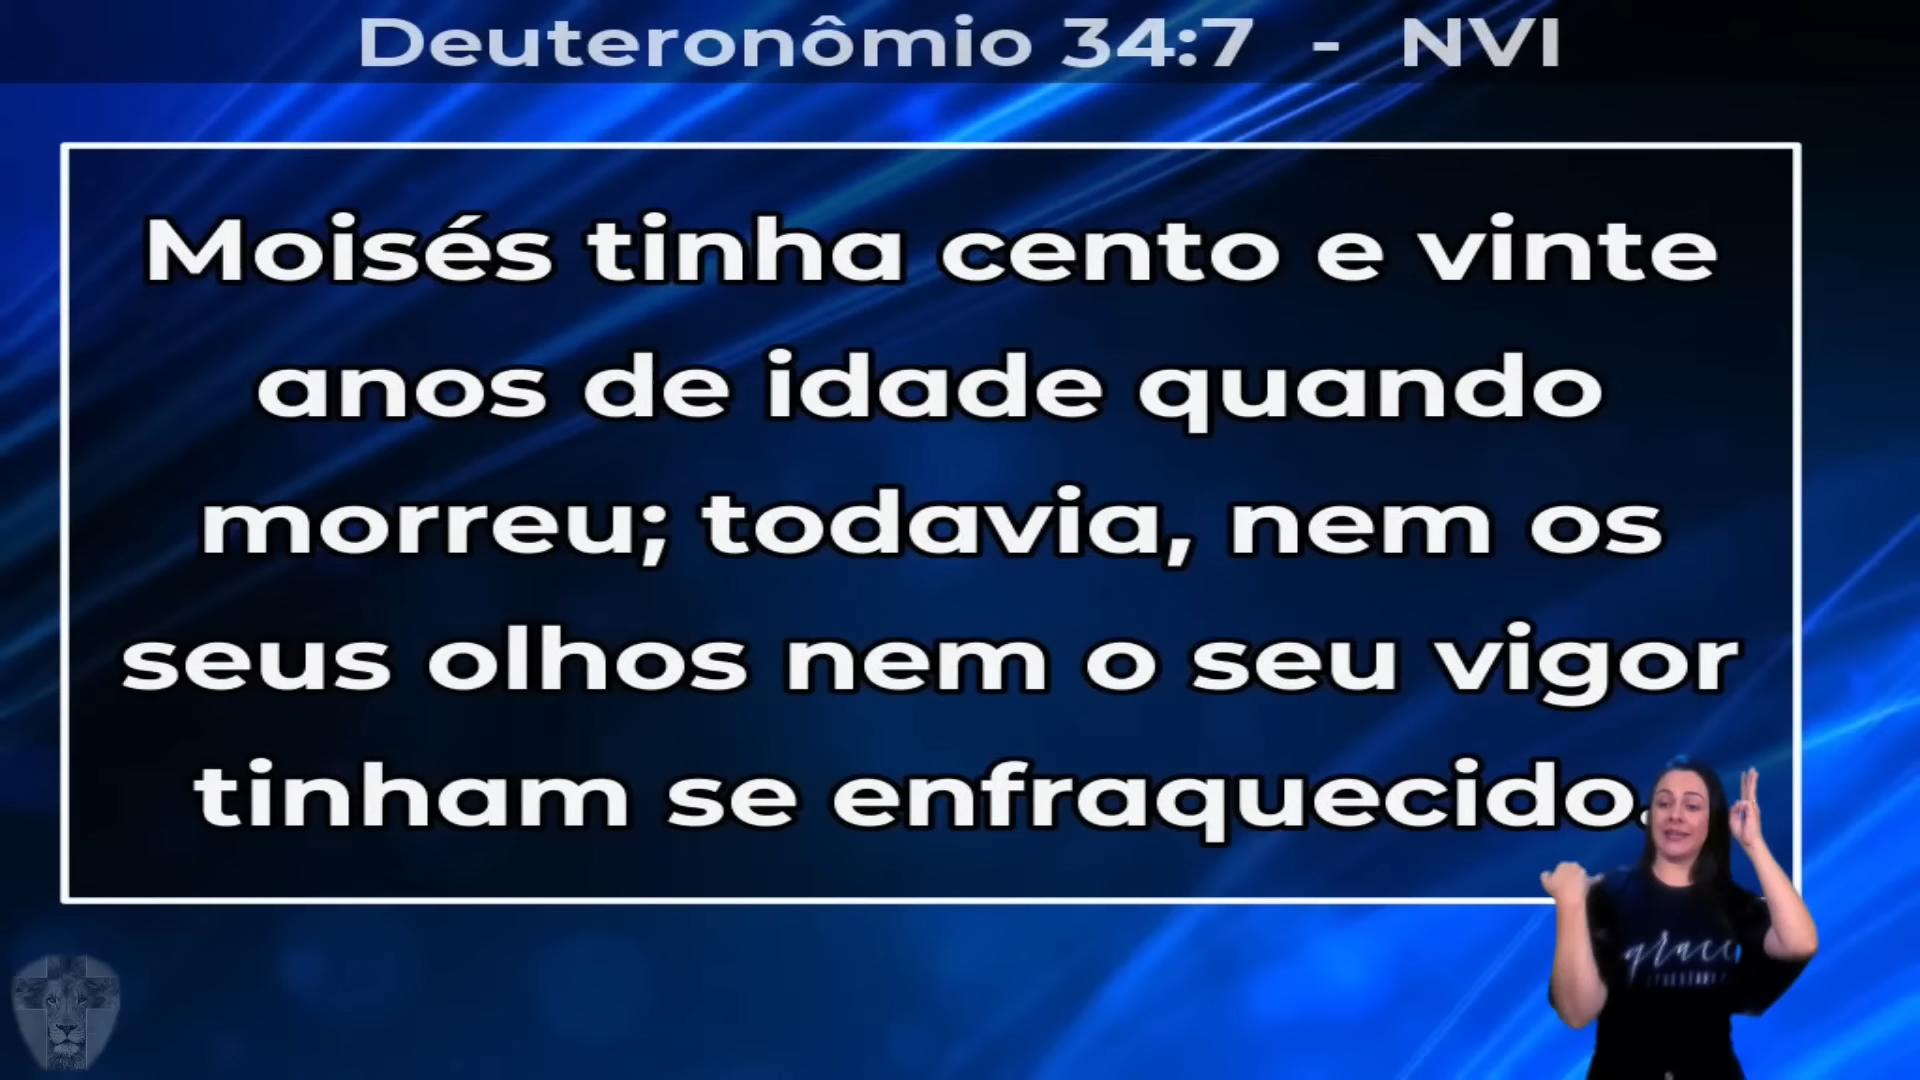 Deuteronômio 34:7 - NVI
Moisés tinha cento e vinte
anos de idade quando
morreu; todavia, nem os
seus olhos nem o seu vigor
tinham se enfraquecido.
grace